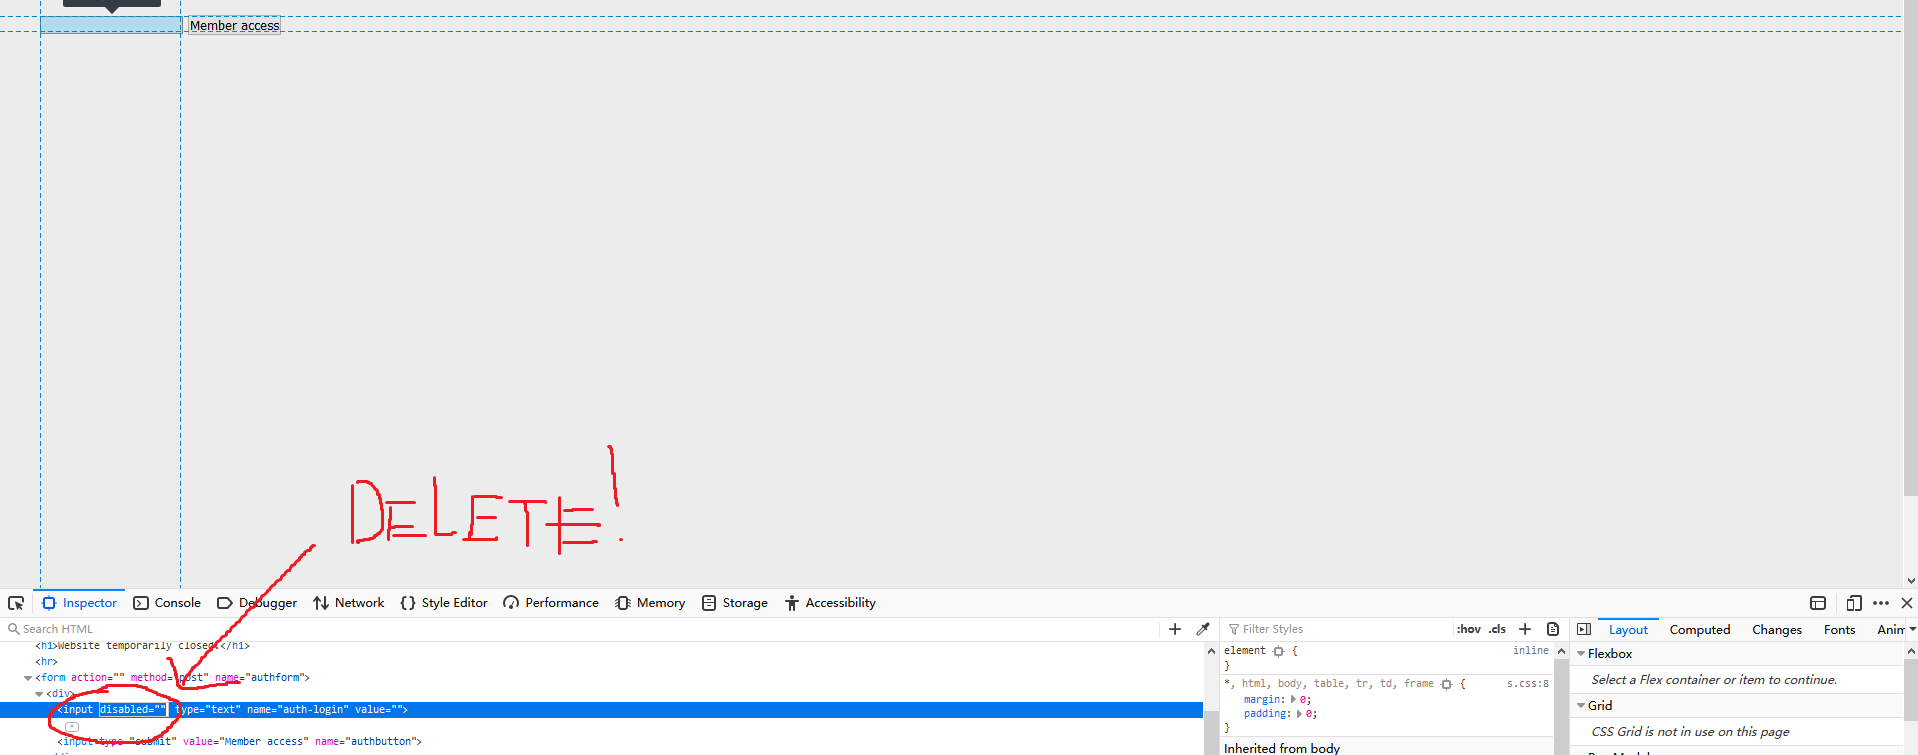 Member access
DELETE!
Inspector Console Debugger Network Style Editor Performance Memory Storage Accessibility
Search HTML
<h1>Website temporarily closed.</h1>
<hr>
<form action="" method="post" name="authform">
<div>
<input disabled="" type="text" name="auth-login" value="">
<input type="submit" value="Member access" name="authbutton">
Filter Styles :hov .cls
element { inline
}
*, html, body, table, tr, td, frame { s.css:8
margin: 0;
padding: 0;
}
Inherited from body
Layout Computed Changes Fonts Anim
Flexbox
Select a Flex container or item to continue.
Grid
CSS Grid is not in use on this page